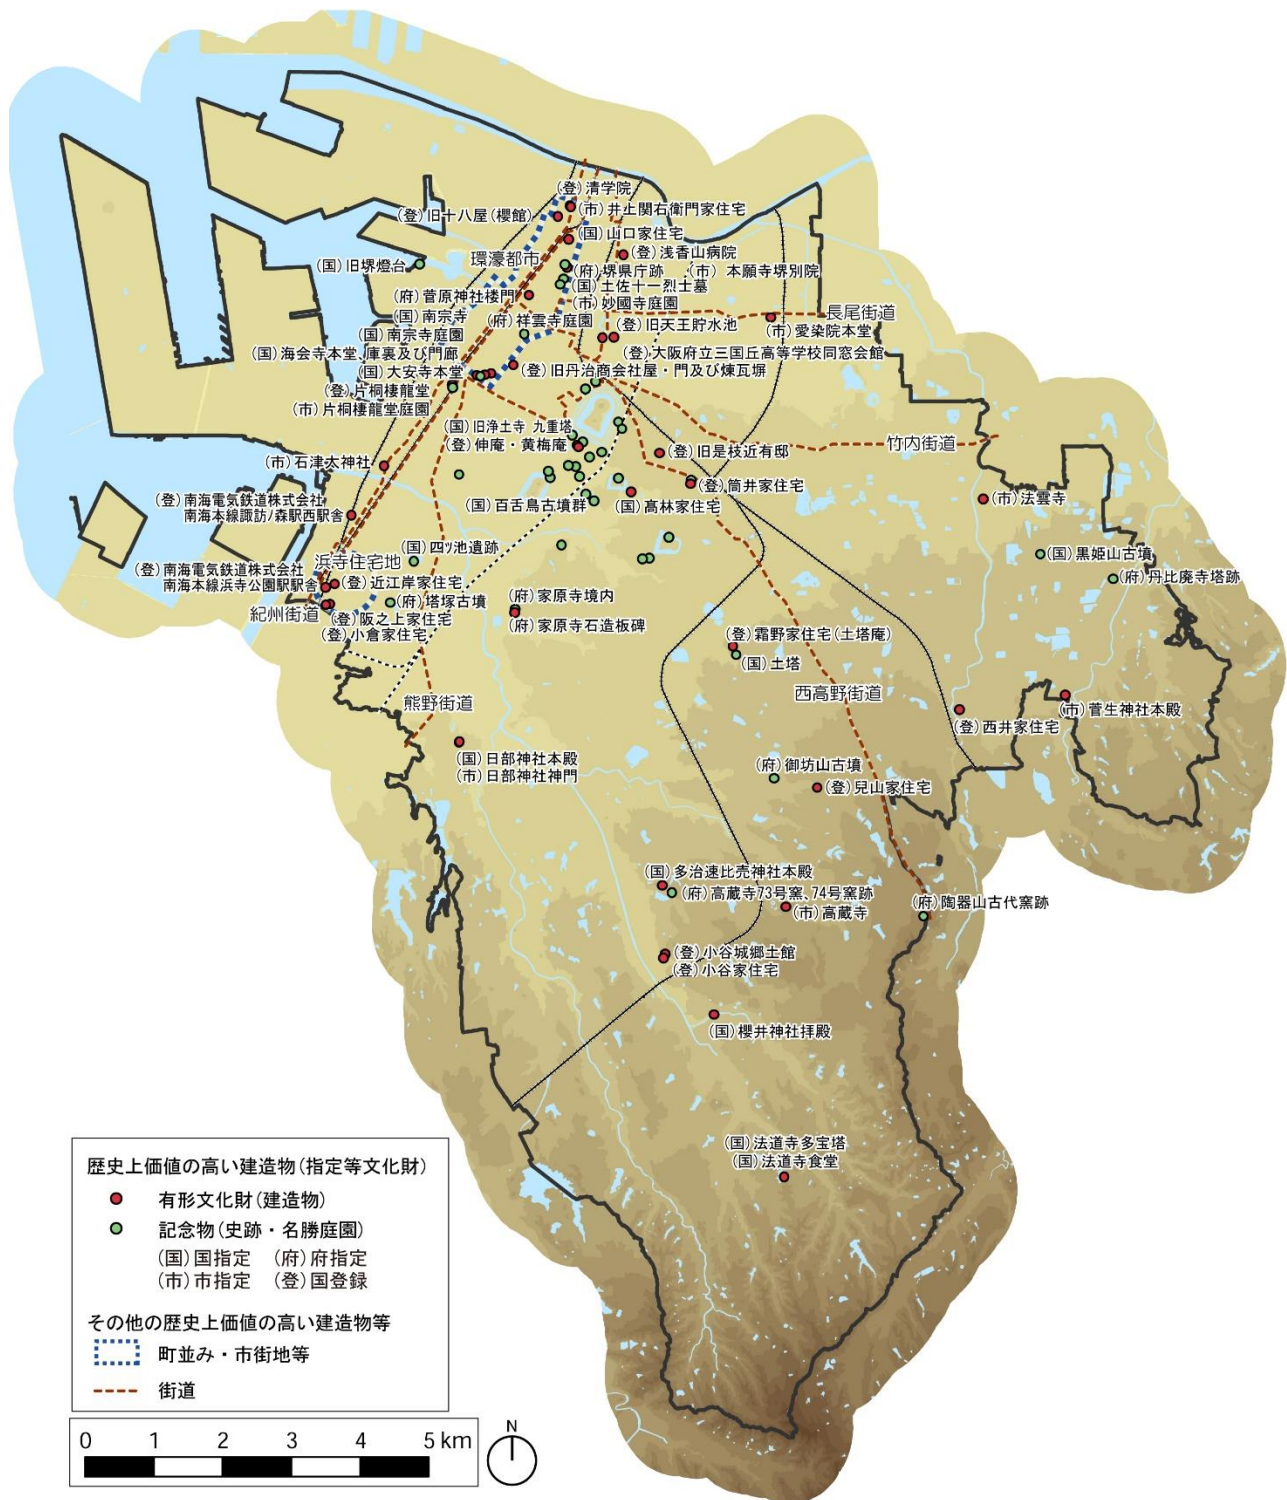 (登)清学院
(市)井上関右衛門家住宅
(登)旧十八屋(櫻館)
(国)山口家住宅
(登)浅香山病院
環濠都市
(国)旧堺燈台
(府)堺県庁跡
(市) 本願寺堺別院
(国)土佐十一烈士墓
(府)菅原神社楼門
(市)妙國寺庭園
長尾街道
(国)南宗寺
(府)祥雲寺庭園
(登)旧天王貯水池
(市)愛染院本堂
(国)南宗寺庭園
(国)海会寺本堂、庫裏及び門廊
(登)大阪府立三国丘高等学校同窓会館
(国)大安寺本堂
(登)旧丹治商会社屋・門及び煉瓦塀
(登)片桐棲龍堂
(市)片桐棲龍堂庭園
(国)旧浄土寺 九重塔
(登)伸庵・黄梅庵
竹内街道
(登)旧是枝近有邸
(市)石津太神社
(登)筒井家住宅
(登)南海電気鉄道株式会社
南海本線諏訪ノ森駅西駅舎
(国)百舌鳥古墳群
(国)髙林家住宅
(市)法雲寺
(国)四ツ池遺跡
(国)黒姫山古墳
浜寺住宅地
(登)南海電気鉄道株式会社
南海本線浜寺公園駅駅舎
(登)近江岸家住宅
(府)丹比廃寺塔跡
(府)塔塚古墳
(府)家原寺境内
紀州街道
(登)阪之上家住宅
(府)家原寺石造板碑
(登)小倉家住宅
(登)霜野家住宅(土塔庵)
(国)土塔
西高野街道
熊野街道
(市)菅生神社本殿
(登)西井家住宅
(国)日部神社本殿
(市)日部神社神門
(府)御坊山古墳
(登)兒山家住宅
(国)多治速比売神社本殿
(府)高蔵寺73号窯、74号窯跡
(市)高蔵寺
(府)陶器山古代窯跡
(登)小谷城郷土館
(登)小谷家住宅
(国)櫻井神社拝殿
(国)法道寺多宝塔
(国)法道寺食堂
歴史上価値の高い建造物(指定等文化財)
有形文化財(建造物)
記念物(史跡・名勝庭園)
(国)国指定 (府)府指定
(市)市指定 (登)国登録
その他の歴史上価値の高い建造物等
町並み・市街地等
街道
0 1 2 3 4 5 km
N